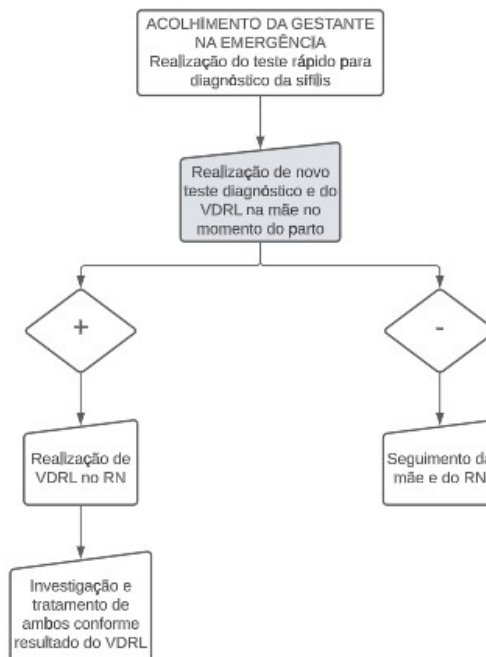 ACOLHIMENTO DA GESTANTE
NA EMERGÊNCIA
Realização do teste rápido para
diagnóstico da sífilis
Realização de novo
teste diagnóstico e do
VDRL na mãe no
momento do parto
+
-
Realização de
VDRL no RN
Seguimento da
mãe e do RN
Investigação e
tratamento de
ambos conforme
resultado do VDRL